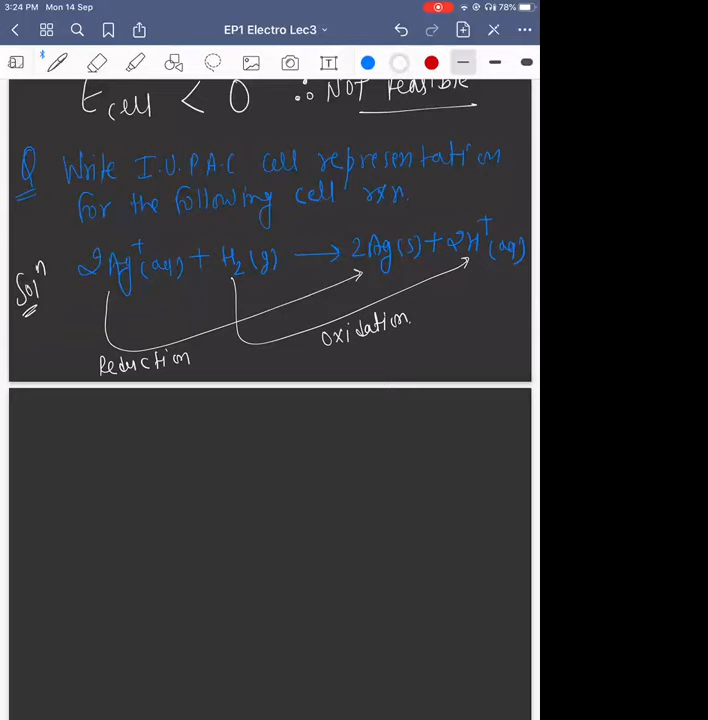 3:24 PM Mon 14 Sep
78%
EP1 Electro Lec3
T
Ecell < 0 ∴ NOT feasible
Q Write I.U.P.A.C cell representation
for the following cell rxn.
2Ag⁺(aq) + H₂(g) → 2Ag(s) + 2H⁺(aq)
Solⁿ
Oxidation.
Reduction